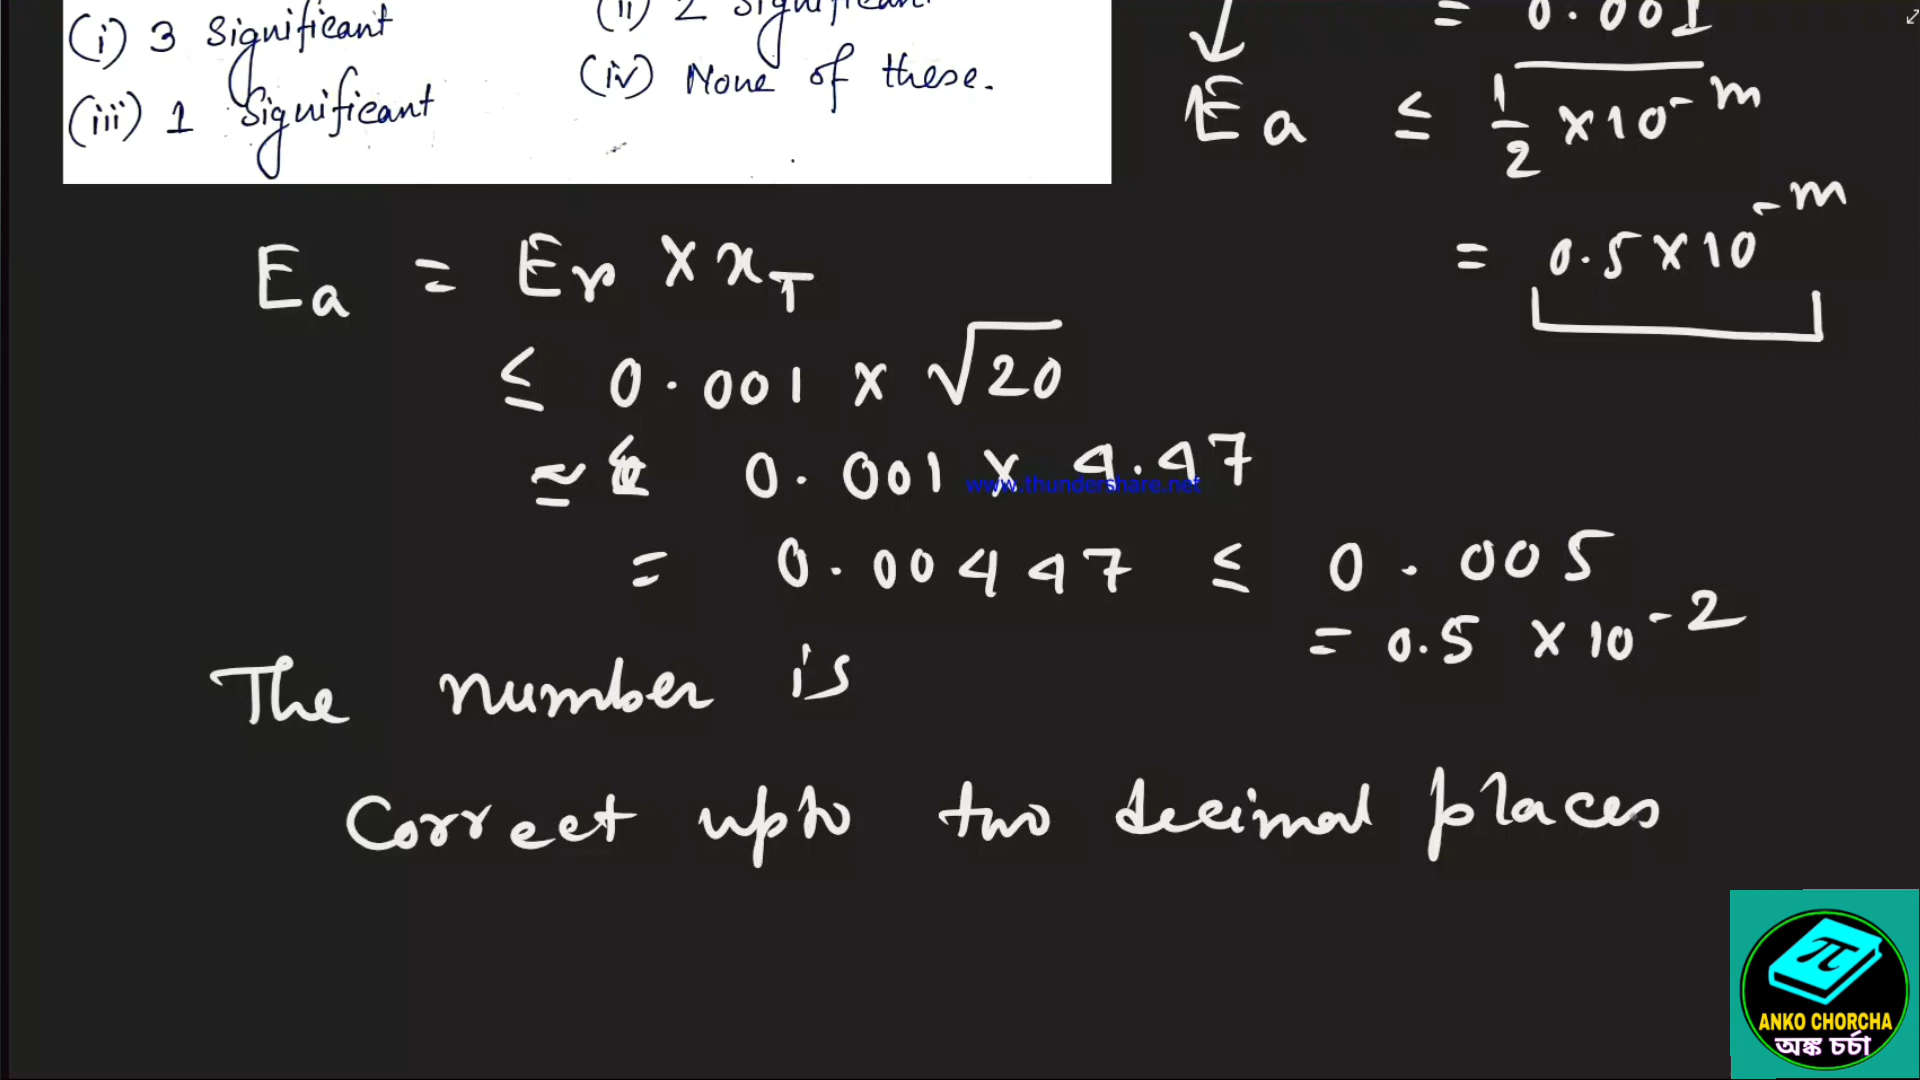 (i) 3 Significant
(ii) 2 Significant
(iii) 1 Significant
(iv) None of these.
= 0.001
Ea ≤ 1/2 × 10^-m
= 0.5 × 10^-m
Ea = Er × x_T
≤ 0.001 × √20
≃ 0.001 × 4.47
www.thundershare.net
= 0.00447 ≤ 0.005
= 0.5 × 10^-2
The number is
Correct upto two decimal places
π
ANKO CHORCHA
অঙ্ক চর্চা